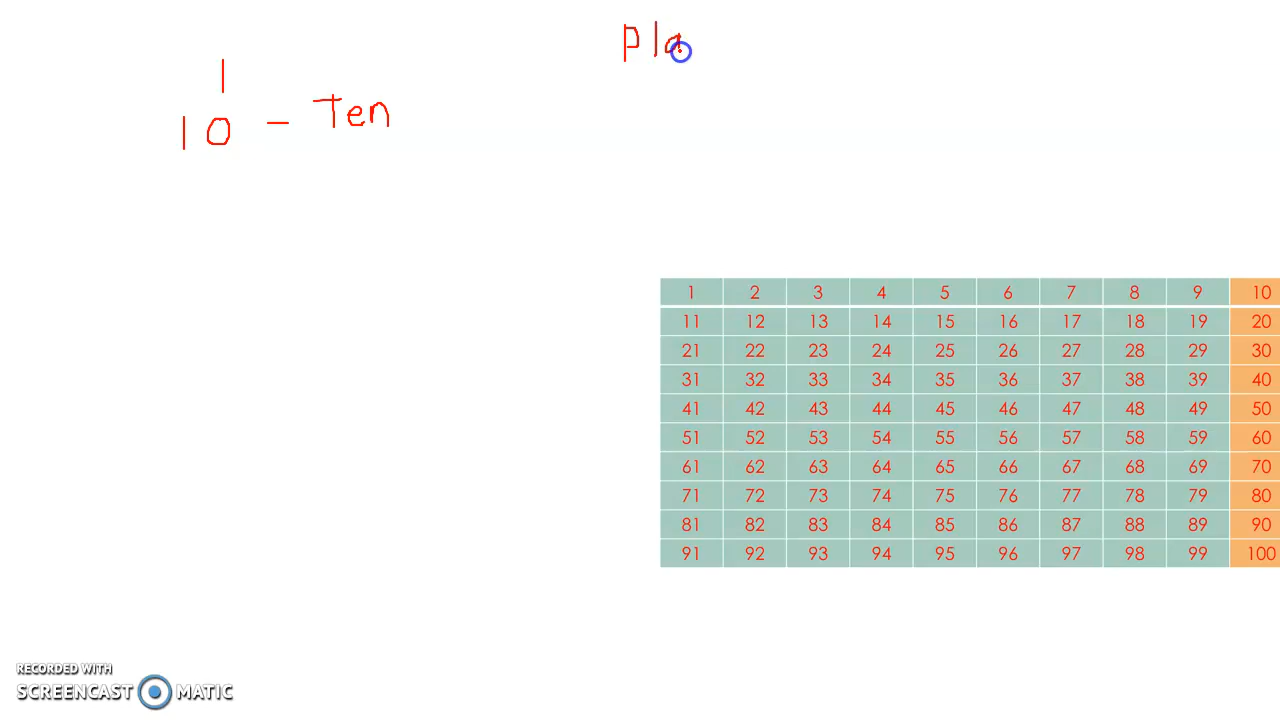 pla
1
10 - Ten
1 2 3 4 5 6 7 8 9 10
11 12 13 14 15 16 17 18 19 20
21 22 23 24 25 26 27 28 29 30
31 32 33 34 35 36 37 38 39 40
41 42 43 44 45 46 47 48 49 50
51 52 53 54 55 56 57 58 59 60
61 62 63 64 65 66 67 68 69 70
71 72 73 74 75 76 77 78 79 80
81 82 83 84 85 86 87 88 89 90
91 92 93 94 95 96 97 98 99 100
RECORDED WITH
SCREENCAST MATIC